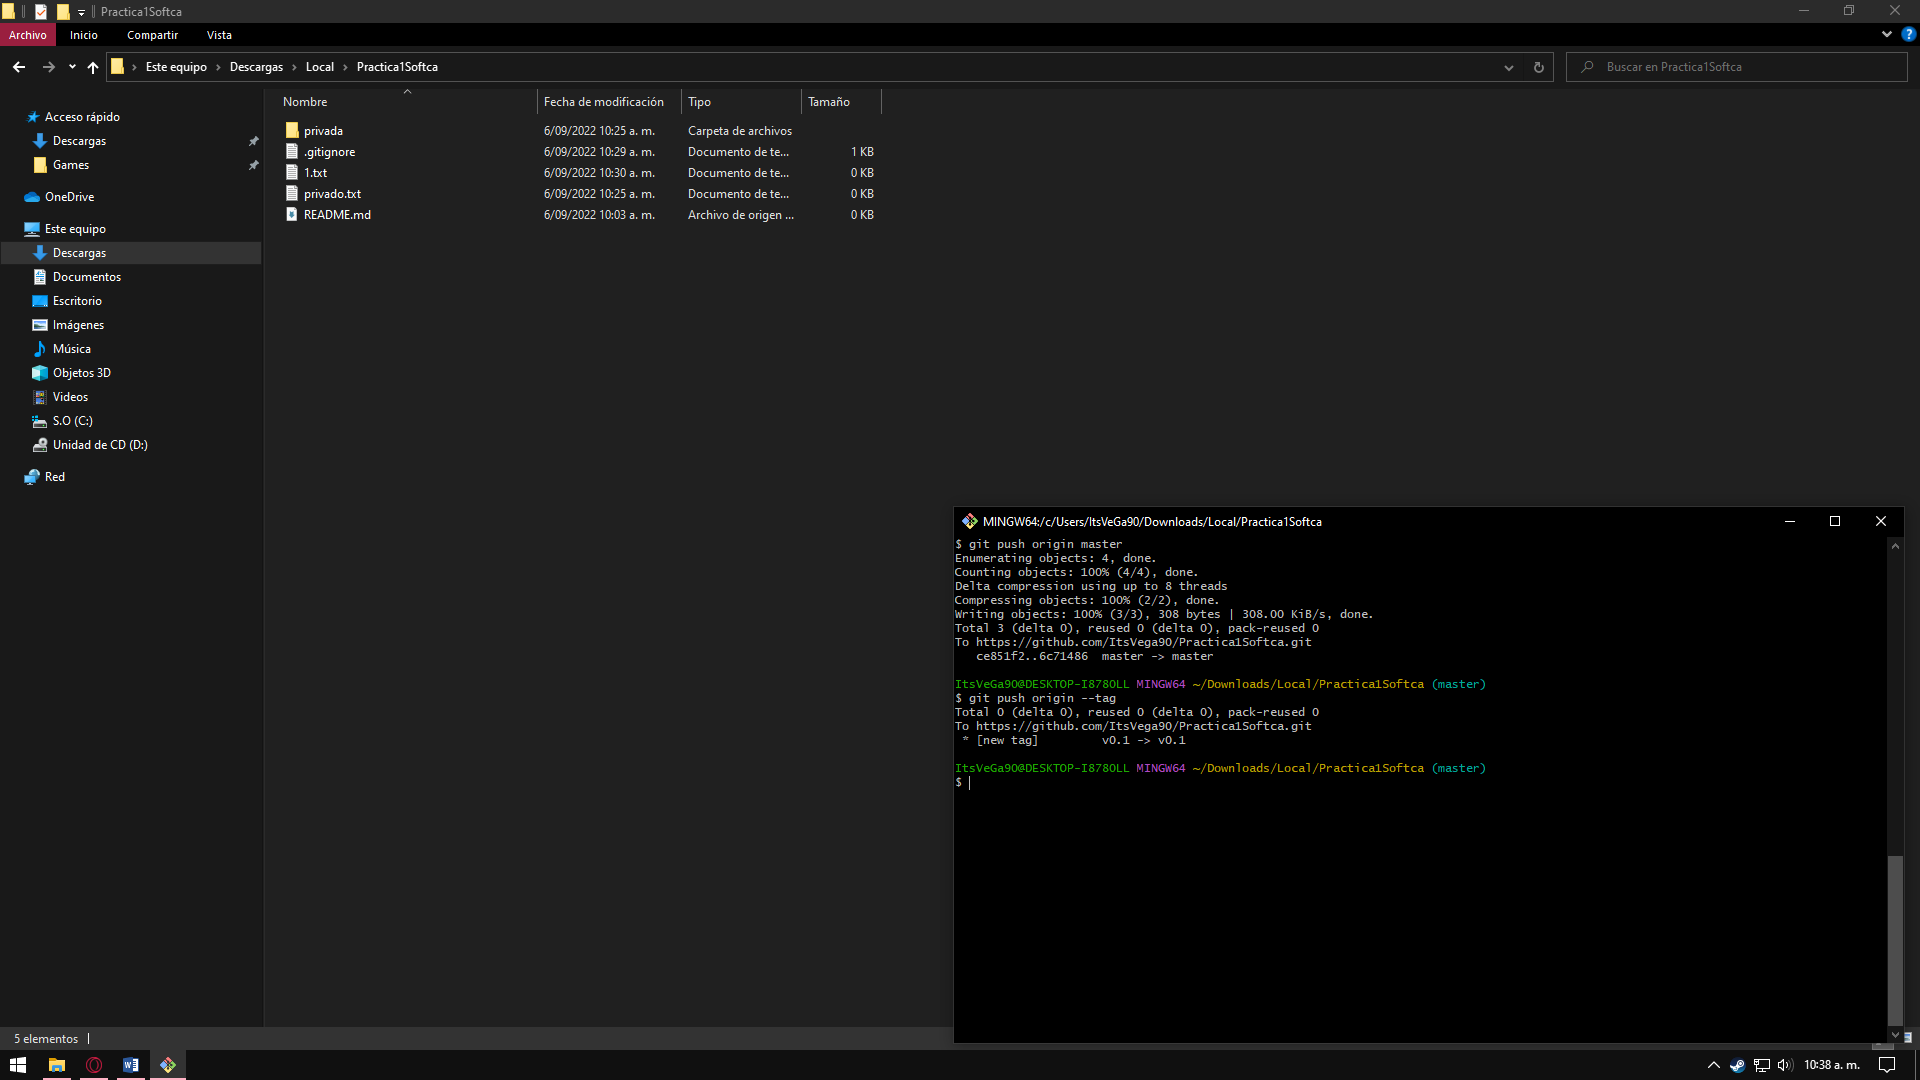 Practica1Softca
Archivo Inicio Compartir Vista
Este equipo Descargas Local Practica1Softca Buscar en Practica1Softca
Nombre Fecha de modificación Tipo Tamaño
privada 6/09/2022 10:25 a. m. Carpeta de archivos
.gitignore 6/09/2022 10:29 a. m. Documento de te... 1 KB
1.txt 6/09/2022 10:30 a. m. Documento de te... 0 KB
privado.txt 6/09/2022 10:25 a. m. Documento de te... 0 KB
README.md 6/09/2022 10:03 a. m. Archivo de origen ... 0 KB
Acceso rápido
Descargas
Games
OneDrive
Este equipo
Descargas
Documentos
Escritorio
Imágenes
Música
Objetos 3D
Videos
S.O (C:)
Unidad de CD (D:)
Red
MINGW64:/c/Users/ItsVeGa90/Downloads/Local/Practica1Softca
$ git push origin master
Enumerating objects: 4, done.
Counting objects: 100% (4/4), done.
Delta compression using up to 8 threads
Compressing objects: 100% (2/2), done.
Writing objects: 100% (3/3), 308 bytes | 308.00 KiB/s, done.
Total 3 (delta 0), reused 0 (delta 0), pack-reused 0
To https://github.com/ItsVega90/Practica1Softca.git
ce851f2..6c71486 master -> master
ItsVeGa90@DESKTOP-I878OLL MINGW64 ~/Downloads/Local/Practica1Softca (master)
$ git push origin --tag
Total 0 (delta 0), reused 0 (delta 0), pack-reused 0
To https://github.com/ItsVega90/Practica1Softca.git
* [new tag] v0.1 -> v0.1
ItsVeGa90@DESKTOP-I878OLL MINGW64 ~/Downloads/Local/Practica1Softca (master)
$
5 elementos
10:38 a. m.